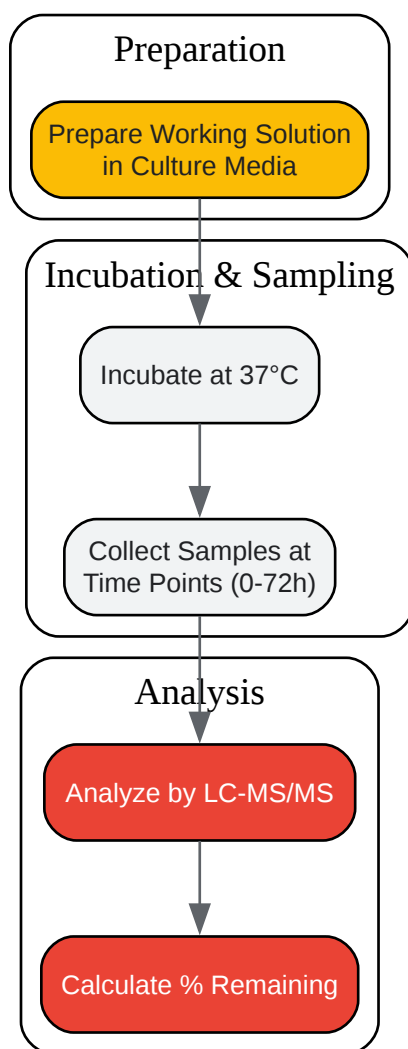 Preparation
Prepare Working Solution
in Culture Media
Incubation & Sampling
Incubate at 37°C
Collect Samples at
Time Points (0-72h)
Analysis
Analyze by LC-MS/MS
Calculate % Remaining